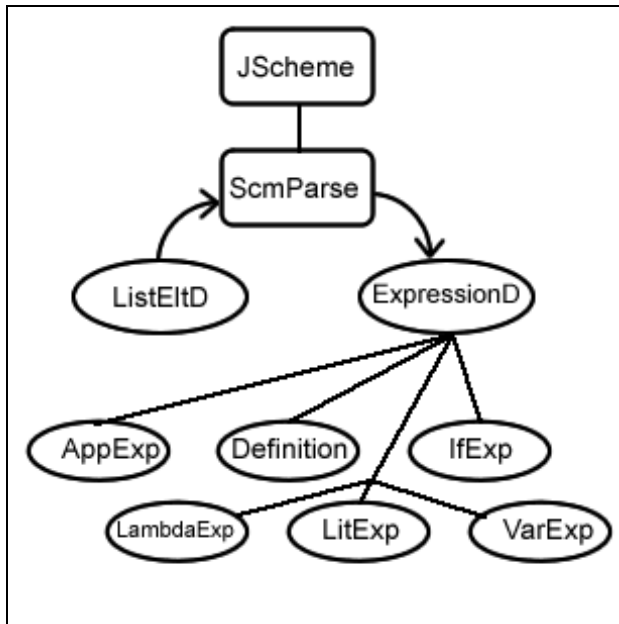 JScheme
ScmParse
ListEltD
ExpressionD
AppExp
Definition
IfExp
LambdaExp
LitExp
VarExp